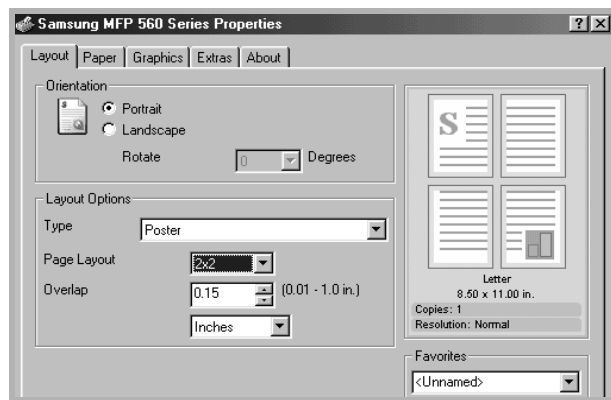 Samsung MFP 560 Series Properties
Layout Paper Graphics Extras About
Orientation
Portrait
Landscape
Rotate 0 Degrees
Layout Options
Type Poster
Page Layout 2x2
Overlap 0.15 (0.01 - 1.0 in.)
Inches
S
Letter
8.50 x 11.00 in.
Copies: 1
Resolution: Normal
Favorites
<Unnamed>